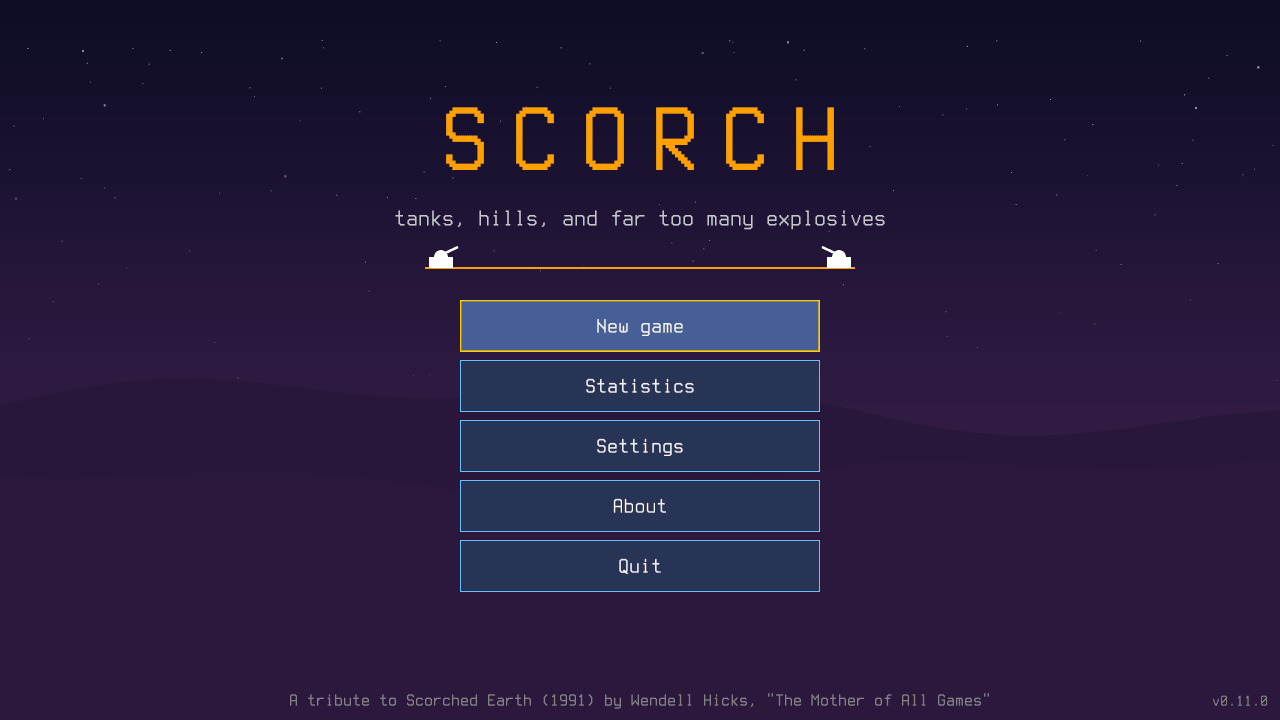 SCORCH
tanks, hills, and far too many explosives
New game
Statistics
Settings
About
Quit
A tribute to Scorched Earth (1991) by Wendell Hicks, "The Mother of All Games"
v0.11.0